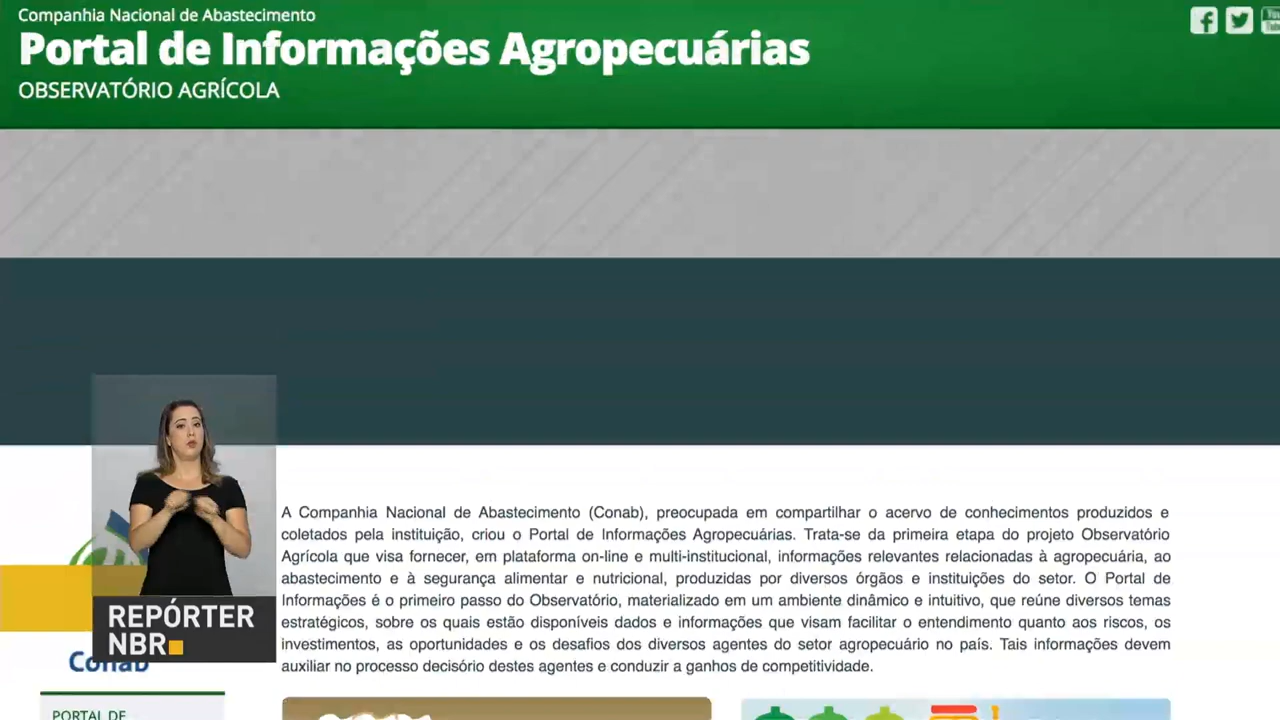 Companhia Nacional de Abastecimento
Portal de Informações Agropecuárias
OBSERVATÓRIO AGRÍCOLA
A Companhia Nacional de Abastecimento (Conab), preocupada em compartilhar o acervo de conhecimentos produzidos e
coletados pela instituição, criou o Portal de Informações Agropecuárias. Trata-se da primeira etapa do projeto Observatório
Agrícola que visa fornecer, em plataforma on-line e multi-institucional, informações relevantes relacionadas à agropecuária, ao
abastecimento e à segurança alimentar e nutricional, produzidas por diversos órgãos e instituições do setor. O Portal de
Informações é o primeiro passo do Observatório, materializado em um ambiente dinâmico e intuitivo, que reúne diversos temas
estratégicos, sobre os quais estão disponíveis dados e informações que visam facilitar o entendimento quanto aos riscos, os
investimentos, as oportunidades e os desafios dos diversos agentes do setor agropecuário no país. Tais informações devem
auxiliar no processo decisório destes agentes e conduzir a ganhos de competitividade.
REPÓRTER
NBR
Conab
PORTAL DE